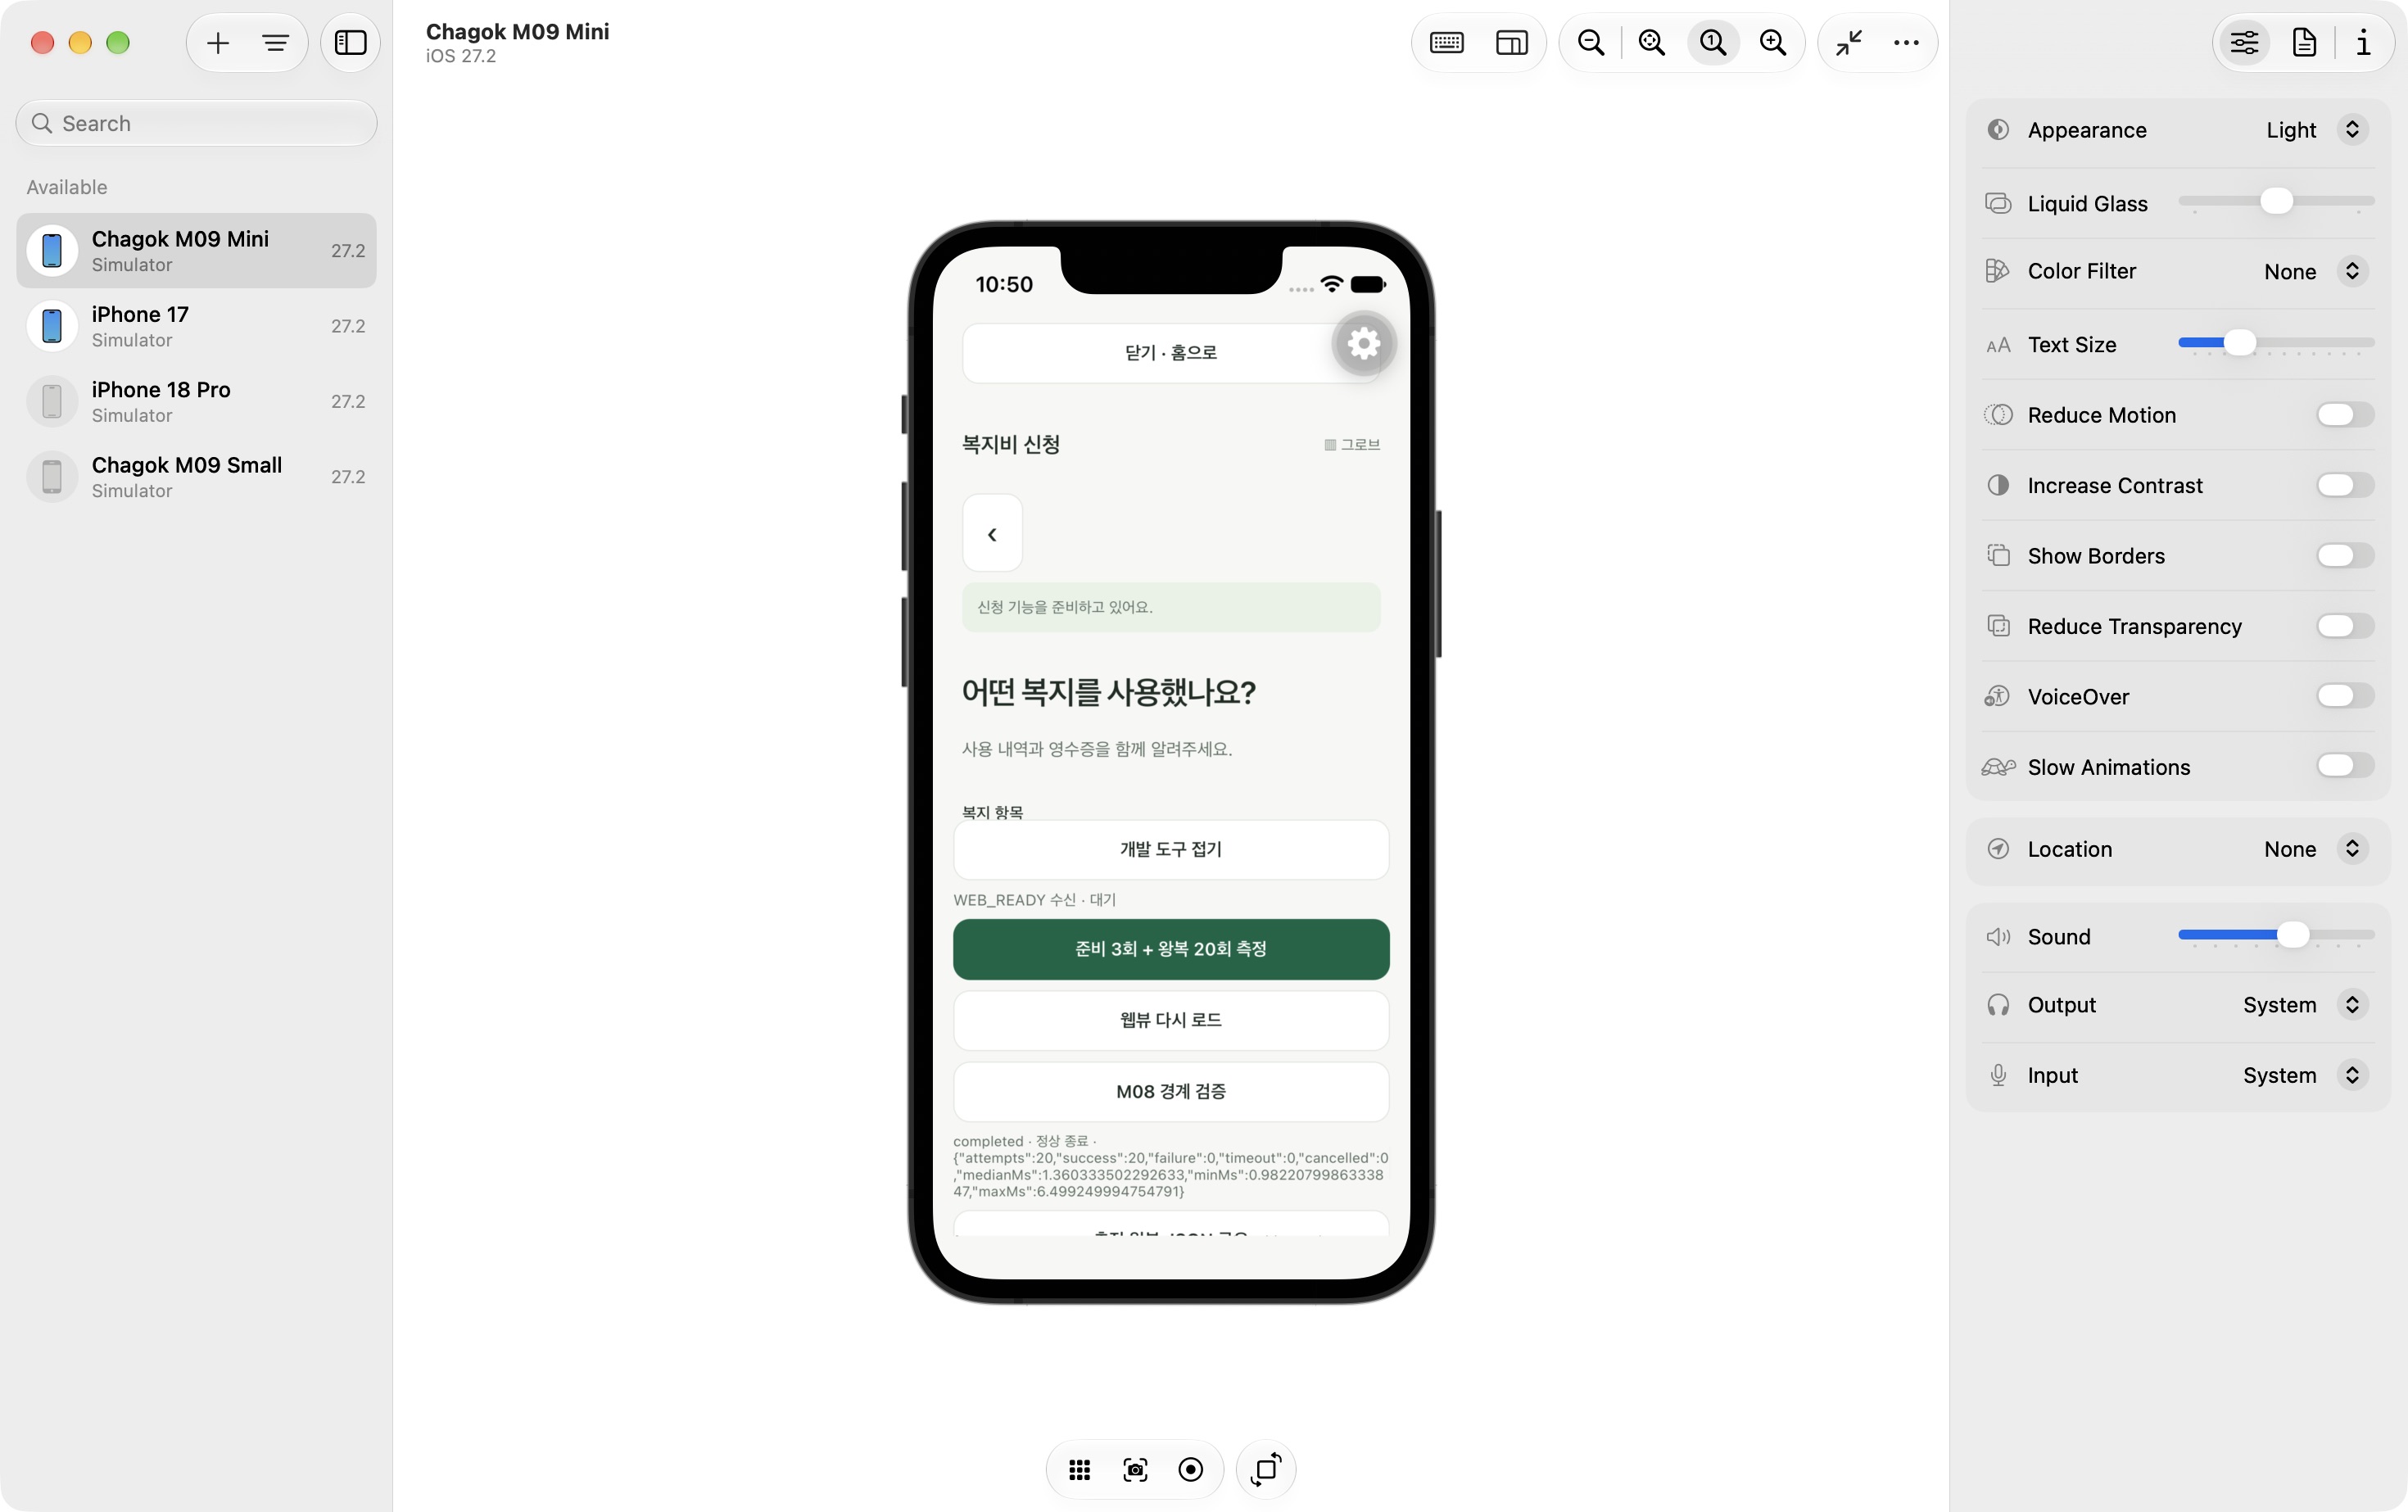 Search
Available
Chagok M09 Mini
Simulator
27.2
iPhone 17
Simulator
27.2
iPhone 18 Pro
Simulator
27.2
Chagok M09 Small
Simulator
27.2
Chagok M09 Mini
iOS 27.2
10:50
닫기 · 홈으로
복지비 신청
그로브
신청 기능을 준비하고 있어요.
어떤 복지를 사용했나요?
사용 내역과 영수증을 함께 알려주세요.
복지 항목
개발 도구 접기
WEB_READY 수신 · 대기
준비 3회 + 왕복 20회 측정
웹뷰 다시 로드
M08 경계 검증
completed · 정상 종료 ·
{"attempts":20,"success":20,"failure":0,"timeout":0,"cancelled":0
,"medianMs":1.360333502292633,"minMs":0.98220799863338
47,"maxMs":6.499249994754791}
Appearance
Light
Liquid Glass
Color Filter
None
Text Size
Reduce Motion
Increase Contrast
Show Borders
Reduce Transparency
VoiceOver
Slow Animations
Location
None
Sound
Output
System
Input
System